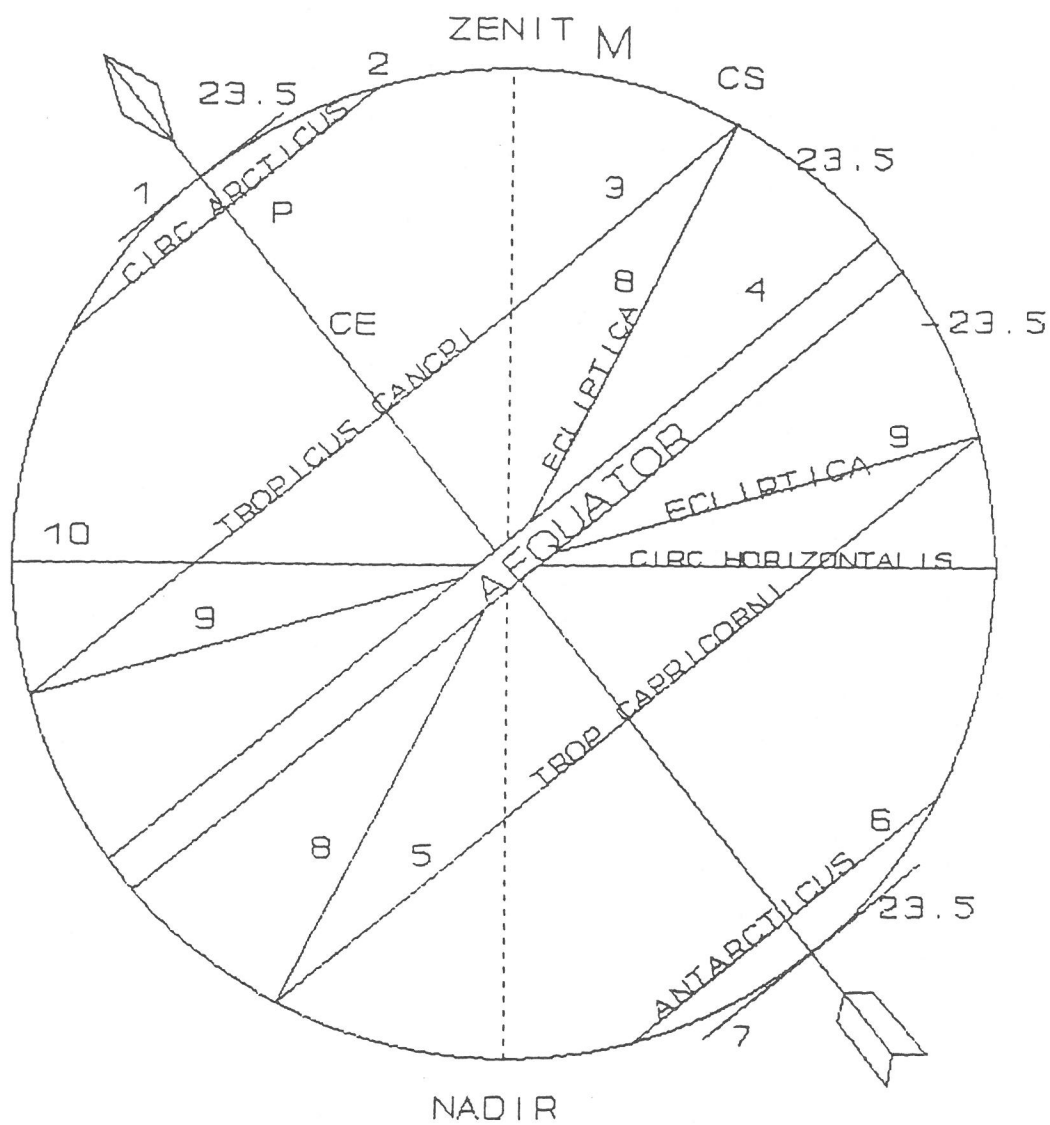 ZENIT M
2
CS
23.5
23.5
1
CIRC ARCTICUS
3
P
8
4
CE
-23.5
TROPICUS CANCRI
ECLIPTICA
9
AEQUATOR
ECLIPTICA
10
CIRC HORIZONTALIS
9
TROP CAPRICORNI
8
5
6
ANTARCTICUS
23.5
7
NADIR